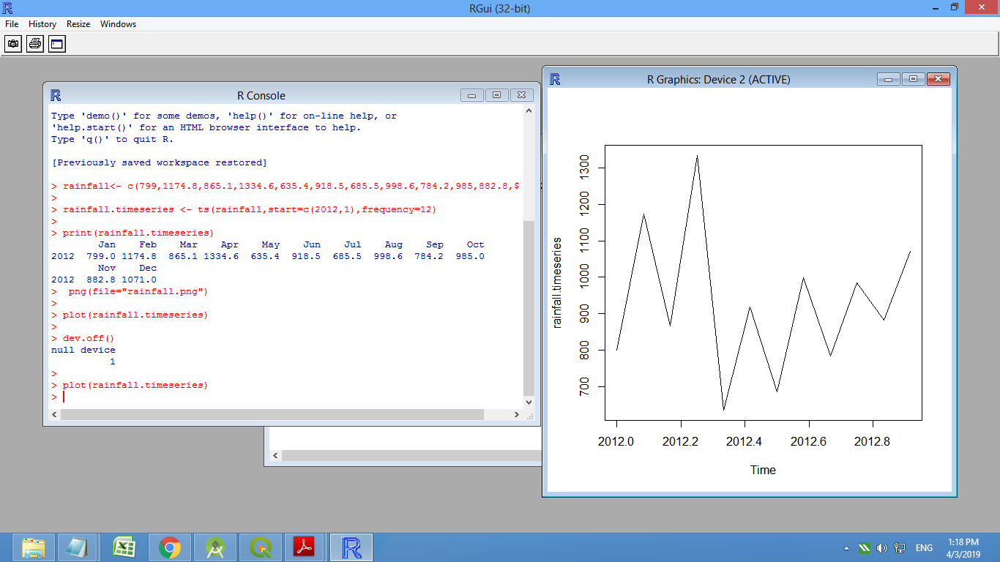 RGui (32-bit)
File History Resize Windows
R Console
Type 'demo()' for some demos, 'help()' for on-line help, or
'help.start()' for an HTML browser interface to help.
Type 'q()' to quit R.
[Previously saved workspace restored]
> rainfall<- c(799,1174.8,865.1,1334.6,635.4,918.5,685.5,998.6,784.2,985,882.8,$
>
> rainfall.timeseries <- ts(rainfall,start=c(2012,1),frequency=12)
>
> print(rainfall.timeseries)
Jan Feb Mar Apr May Jun Jul Aug Sep Oct
2012 799.0 1174.8 865.1 1334.6 635.4 918.5 685.5 998.6 784.2 985.0
Nov Dec
2012 882.8 1071.0
> png(file="rainfall.png")
>
> plot(rainfall.timeseries)
>
> dev.off()
null device
1
>
> plot(rainfall.timeseries)
>
R Graphics: Device 2 (ACTIVE)
rainfall.timeseries
1300
1200
1100
1000
900
800
700
2012.0 2012.2 2012.4 2012.6 2012.8
Time
ENG
1:18 PM
4/3/2019